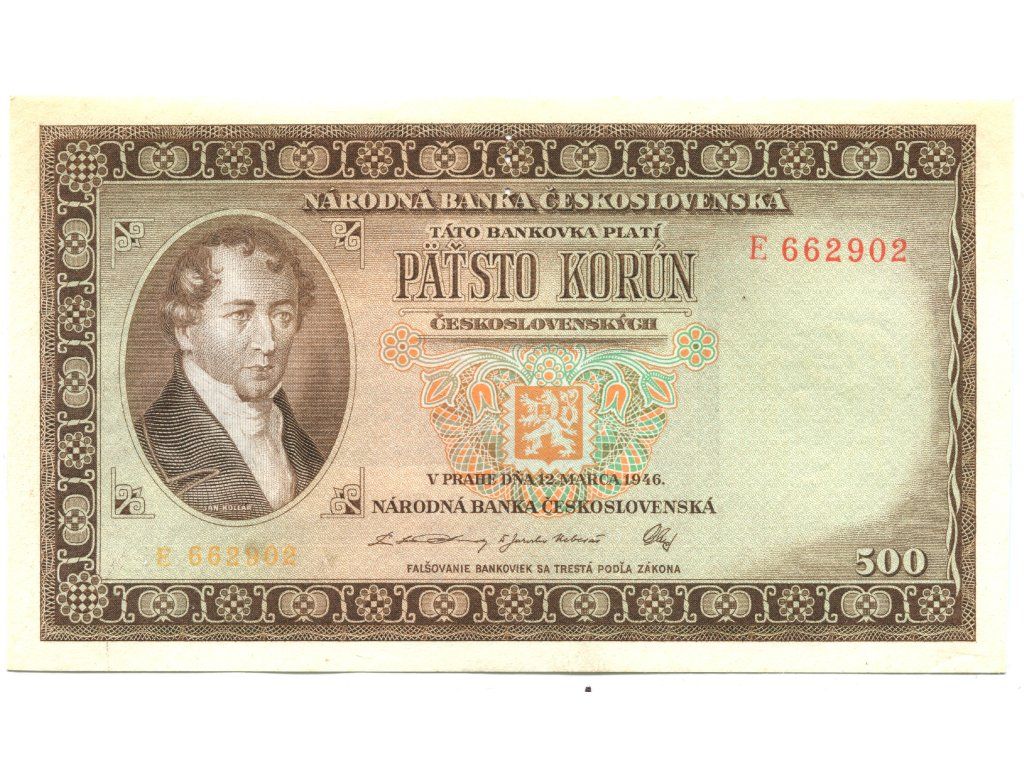 NÁRODNÁ BANKA ČESKOSLOVENSKÁ
TÁTO BANKOVKA PLATÍ
PÄŤSTO KORÚN
ČESKOSLOVENSKÝCH
E 662902
JAN KOLLÁR
V PRAHE DŇA 12. MARCA 1946.
NÁRODNÁ BANKA ČESKOSLOVENSKÁ
E 662902
FALŠOVANIE BANKOVIEK SA TRESTÁ PODĽA ZÁKONA
500